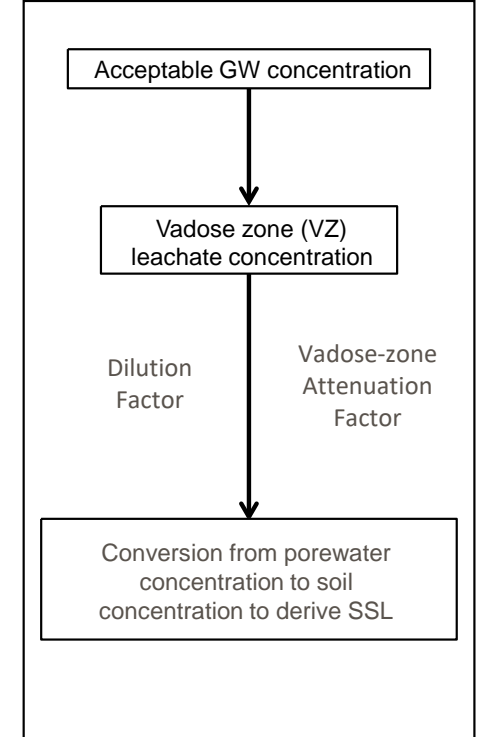 Acceptable GW concentration
Vadose zone (VZ)
leachate concentration
Dilution
Factor
Vadose-zone
Attenuation
Factor
Conversion from porewater
concentration to soil
concentration to derive SSL